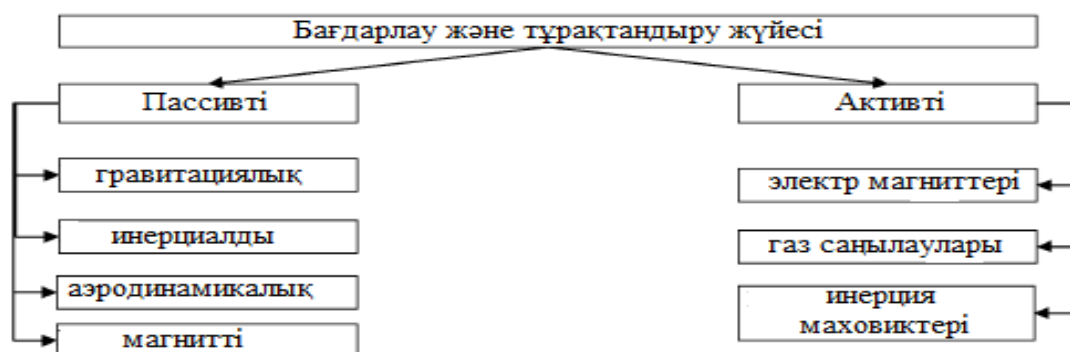 Бағдарлау және тұрақтандыру жүйесі
Пассивті
Активті
гравитациялық
электр магниттері
инерциалды
газ саңылаулары
аэродинамикалық
инерция
маховиктері
магнитті